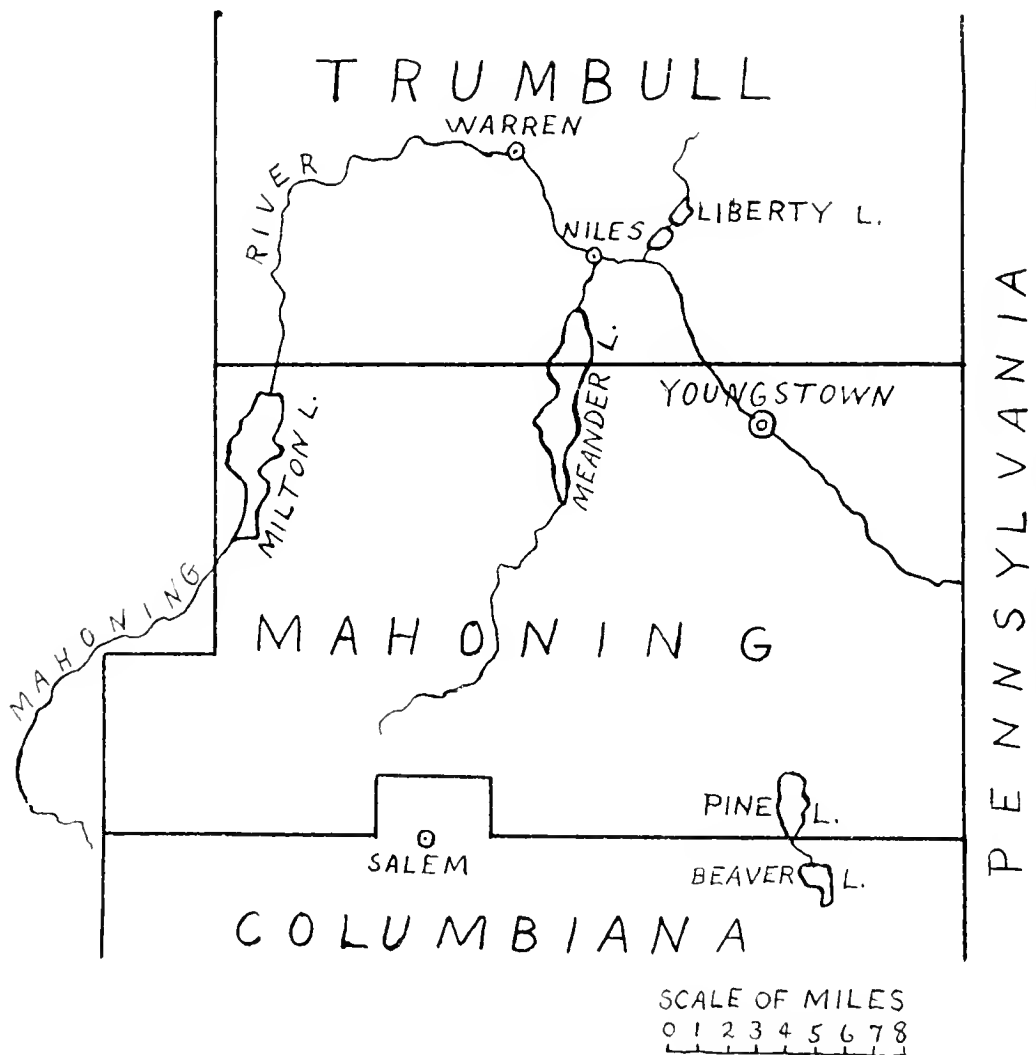 TRUMBULL
WARREN
RIVER
LIBERTY L.
NILES
PENNSYLVANIA
MEANDER L.
YOUNGSTOWN
MILTON L.
MAHONING
MAHONING
PINE L.
SALEM
BEAVER L.
COLUMBIANA
SCALE OF MILES
0 1 2 3 4 5 6 7 8